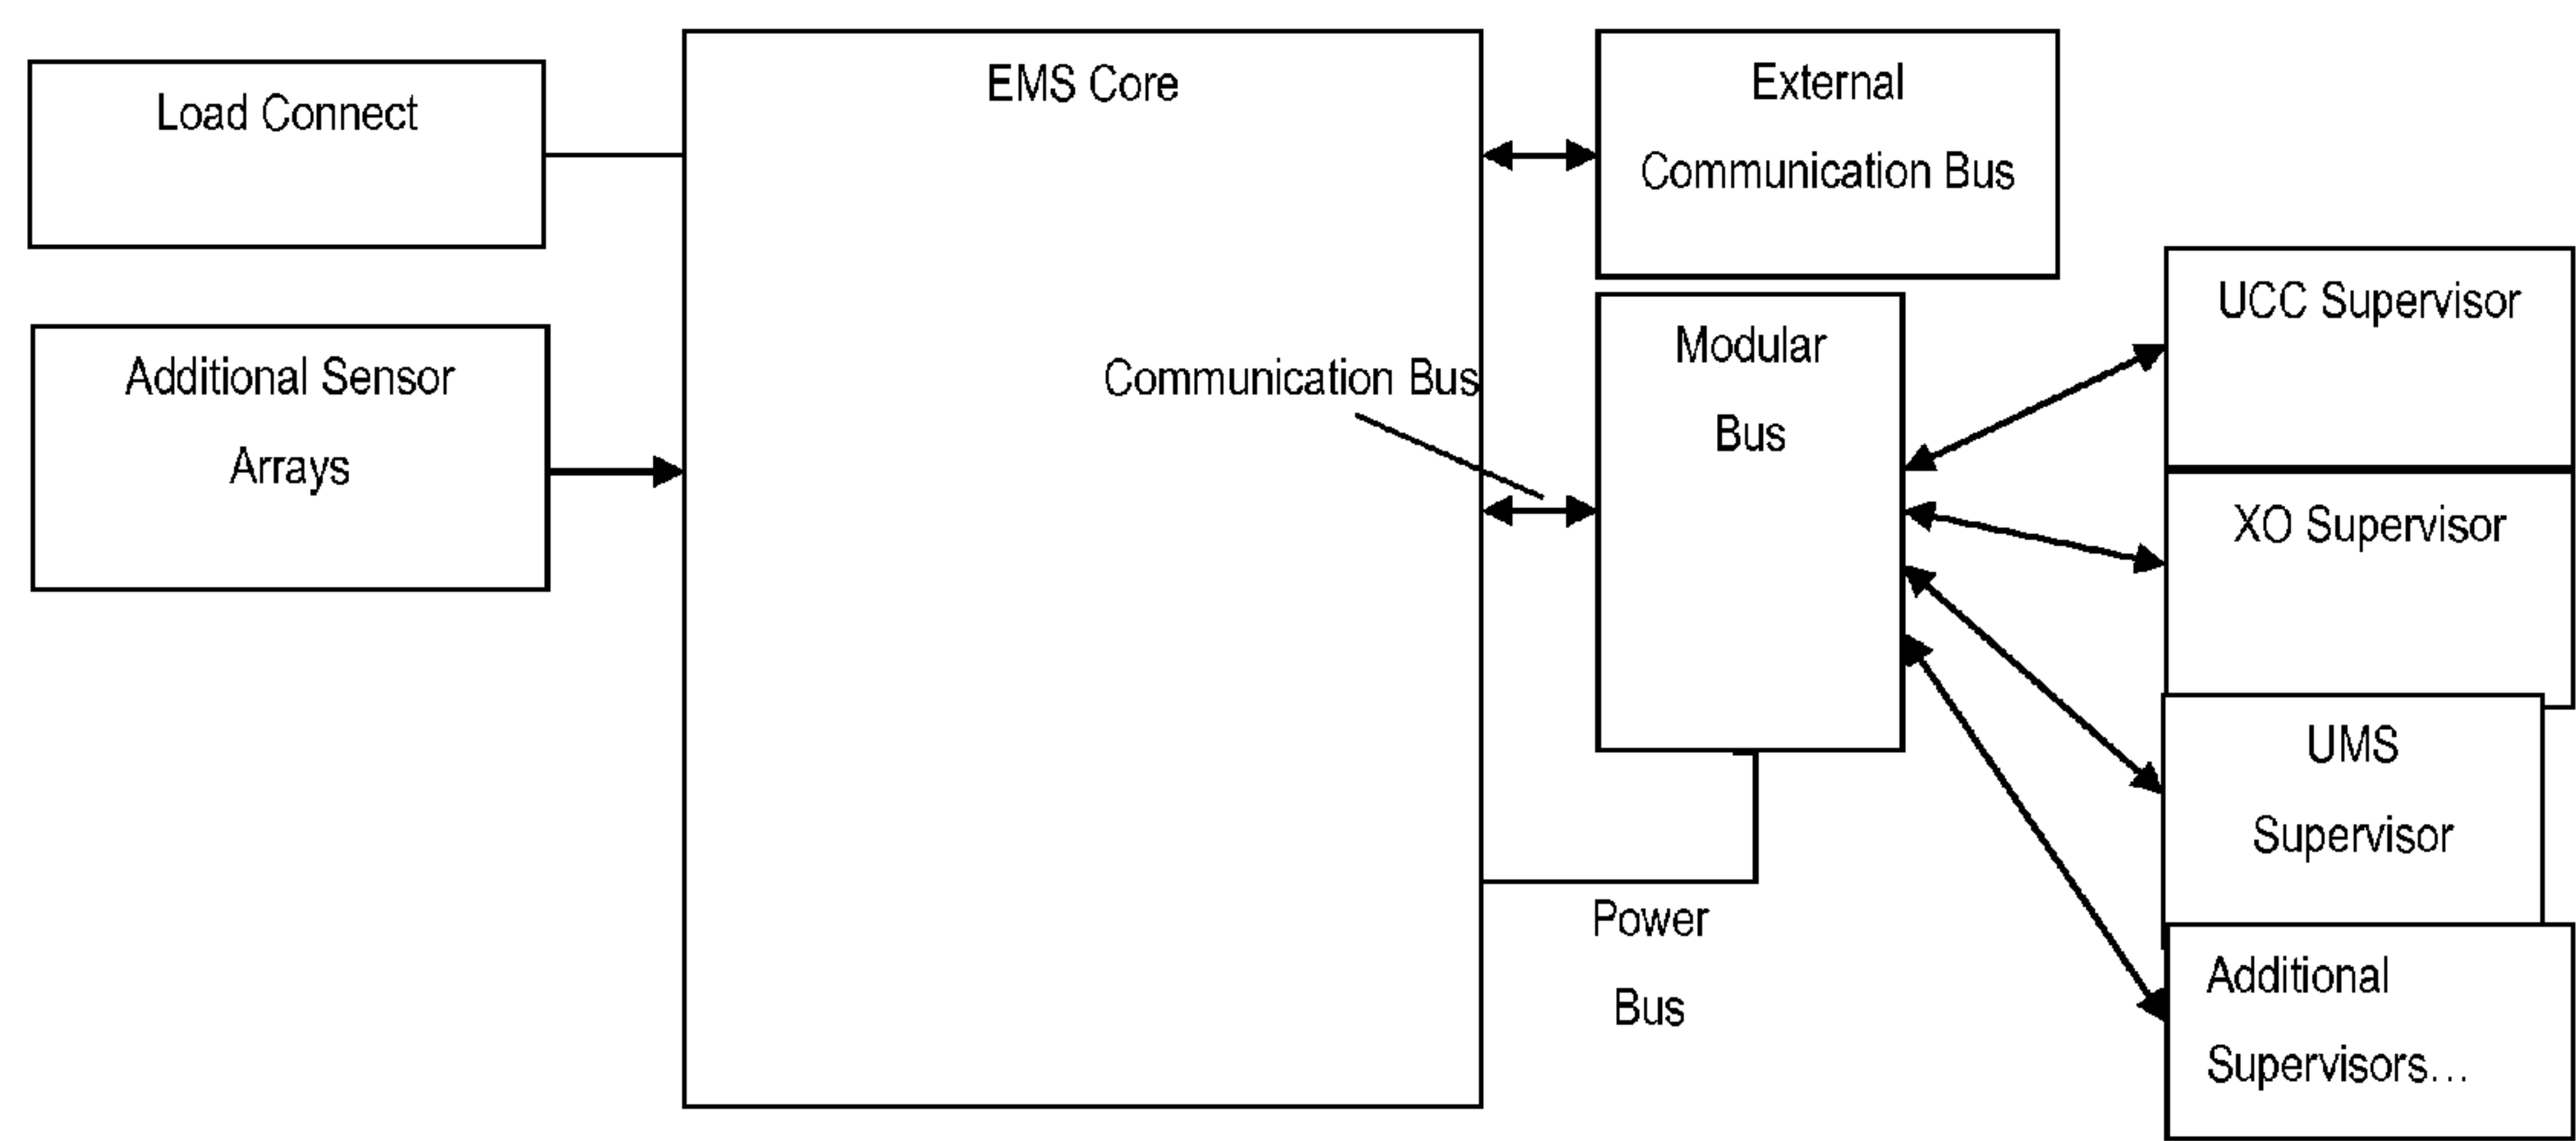 Load Connect
Additional Sensor
Arrays
EMS Core
Communication Bus
External
Communication Bus
Modular
Bus
Power
Bus
UCC Supervisor
XO Supervisor
UMS
Supervisor
Additional
Supervisors...